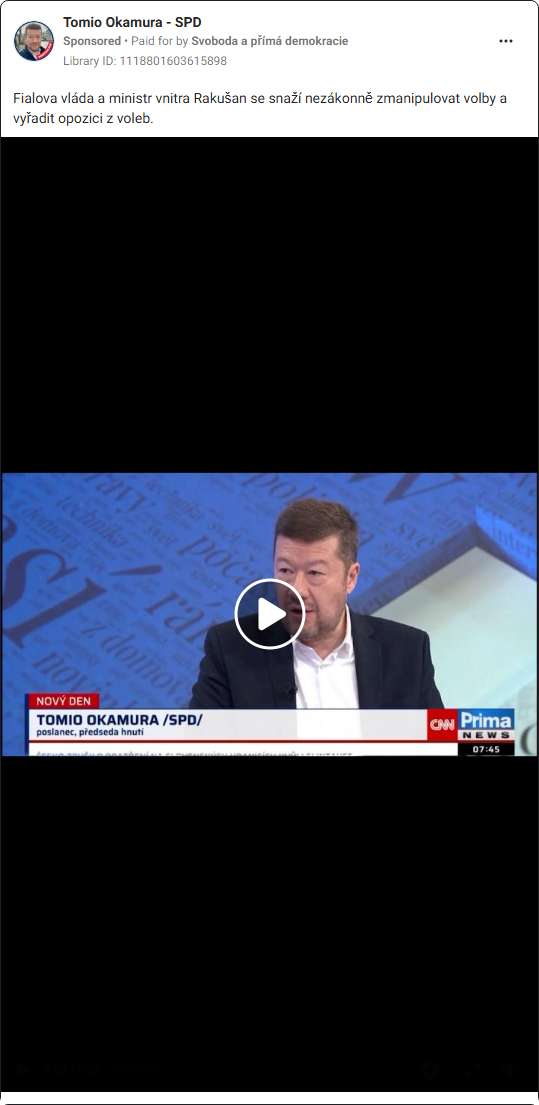 Tomio Okamura - SPD
Sponsored • Paid for by Svoboda a přímá demokracie
Library ID: 1118801603615898
Fialova vláda a ministr vnitra Rakušan se snaží nezákonně zmanipulovat volby a
vyřadit opozici z voleb.
NOVÝ DEN
TOMIO OKAMURA /SPD/
poslanec, předseda hnutí
CNN Prima
NEWS
07:45